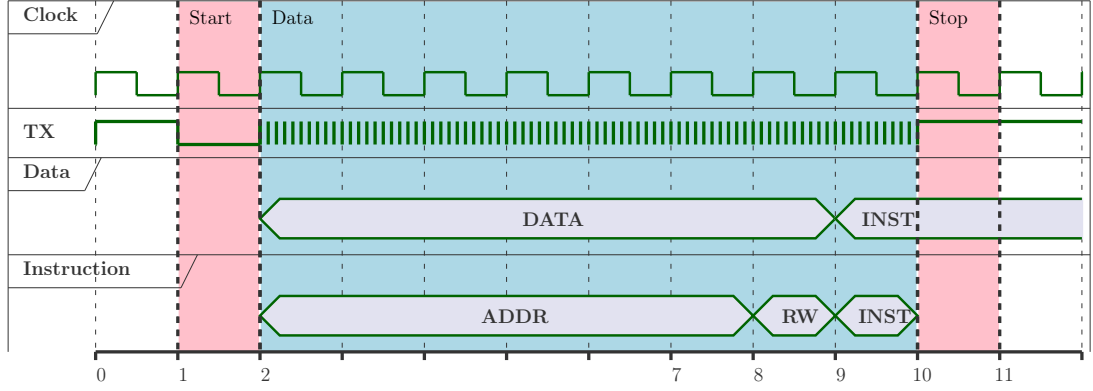 Clock Start Data Stop
TX
Data
DATA INST
Instruction
ADDR RW INST
0 1 2 7 8 9 10 11